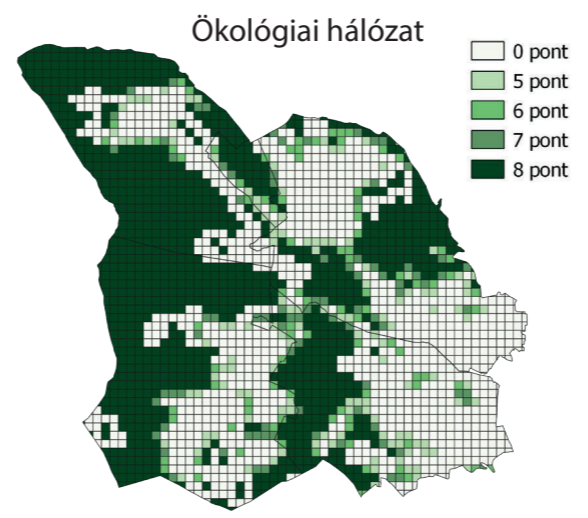 Ökológiai hálózat
0 pont
5 pont
6 pont
7 pont
8 pont